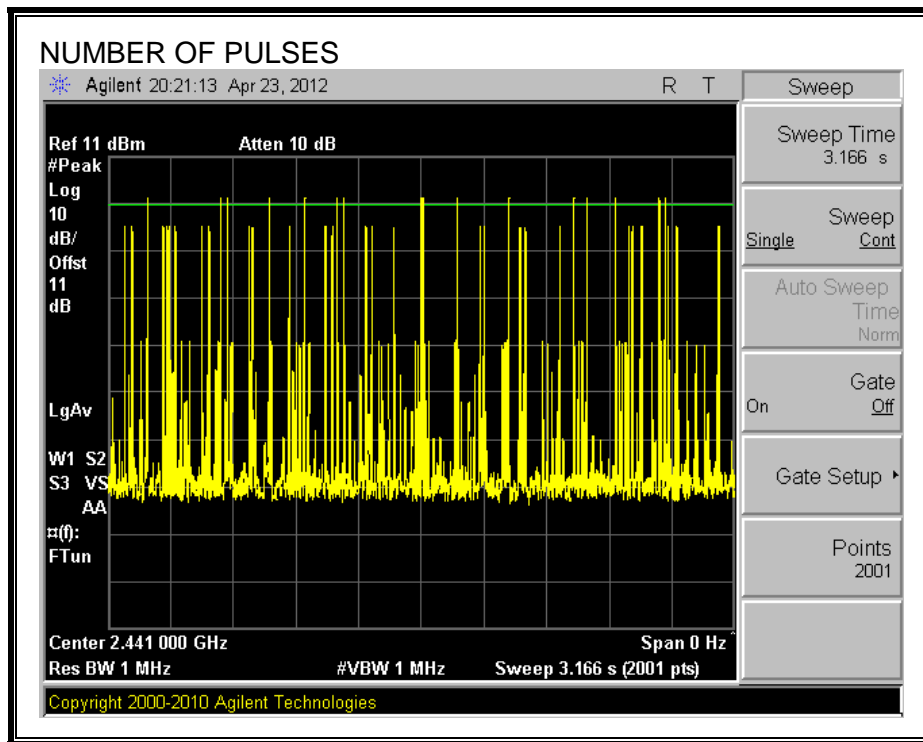 NUMBER OF PULSES
Agilent 20:21:13 Apr 23, 2012
R T
Sweep
Ref 11 dBm
Atten 10 dB
#Peak
Log
10
dB/
Offst
11
dB
LgAv
W1 S2
S3 VS
AA
¤(f):
FTun
Center 2.441 000 GHz
Span 0 Hz^
Res BW 1 MHz
#VBW 1 MHz
Sweep 3.166 s (2001 pts)
Copyright 2000-2010 Agilent Technologies
Sweep Time
3.166 s
Sweep
Single Cont
Auto Sweep
Time
Norm
Gate
On Off
Gate Setup
Points
2001